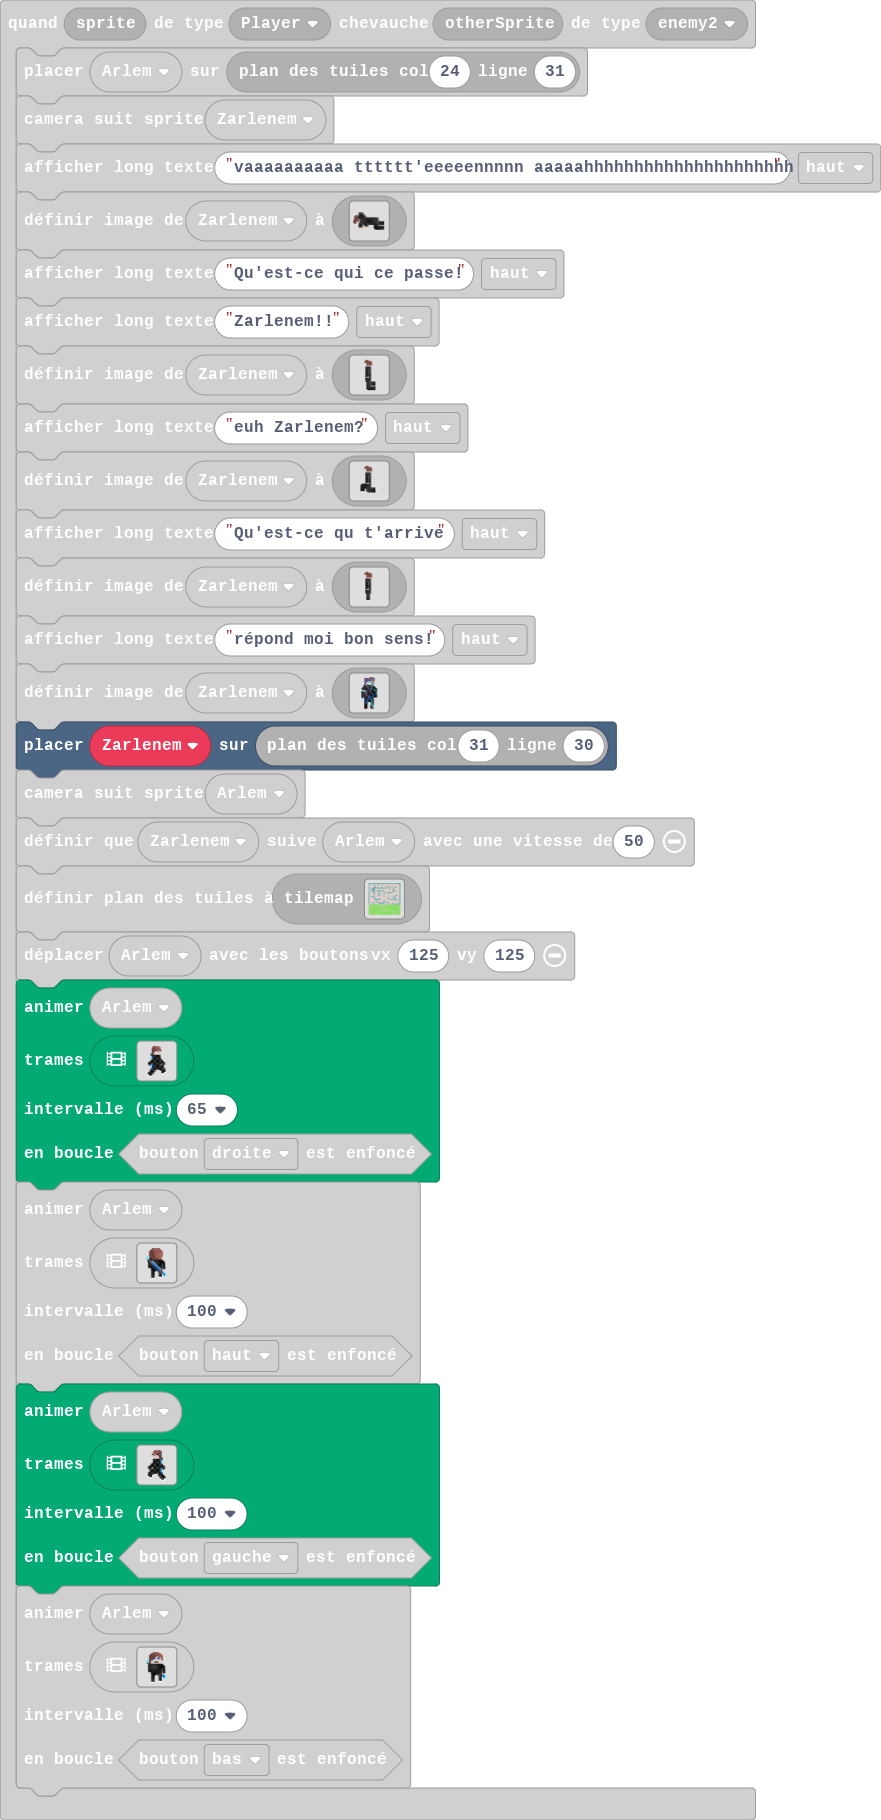 quand sprite de type Player chevauche otherSprite de type enemy2
placer Arlem sur plan des tuiles col 24 ligne 31
camera suit sprite Zarlenem
afficher long texte "vaaaaaaaaaa tttttt'eeeeennnnn aaaaahhhhhhhhhhhhhhhhhhhhh" haut
définir image de Zarlenem à
afficher long texte "Qu'est-ce qui ce passe!" haut
afficher long texte "Zarlenem!!" haut
définir image de Zarlenem à
afficher long texte "euh Zarlenem?" haut
définir image de Zarlenem à
afficher long texte "Qu'est-ce qu t'arrive" haut
définir image de Zarlenem à
afficher long texte "répond moi bon sens!" haut
définir image de Zarlenem à
placer Zarlenem sur plan des tuiles col 31 ligne 30
camera suit sprite Arlem
définir que Zarlenem suive Arlem avec une vitesse de 50
définir plan des tuiles à tilemap
déplacer Arlem avec les boutons vx 125 vy 125
animer Arlem
trames
intervalle (ms) 65
en boucle bouton droite est enfoncé
animer Arlem
trames
intervalle (ms) 100
en boucle bouton haut est enfoncé
animer Arlem
trames
intervalle (ms) 100
en boucle bouton gauche est enfoncé
animer Arlem
trames
intervalle (ms) 100
en boucle bouton bas est enfoncé